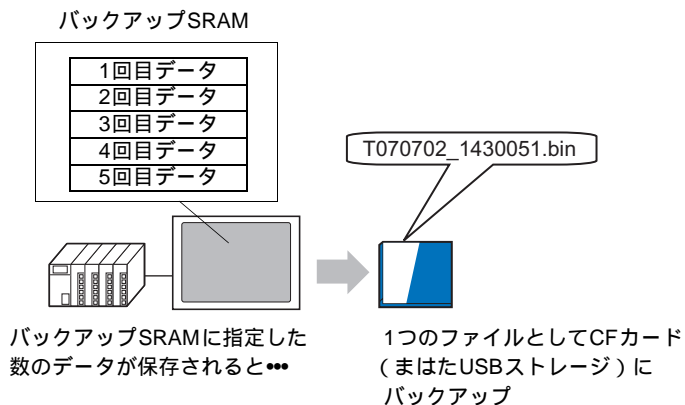 バックアップSRAM
1回目データ
2回目データ
3回目データ
4回目データ
5回目データ
T070702_1430051.bin
バックアップSRAMに指定した
数のデータが保存されると•••
1つのファイルとしてCFカード
（まはたUSBストレージ）に
バックアップ